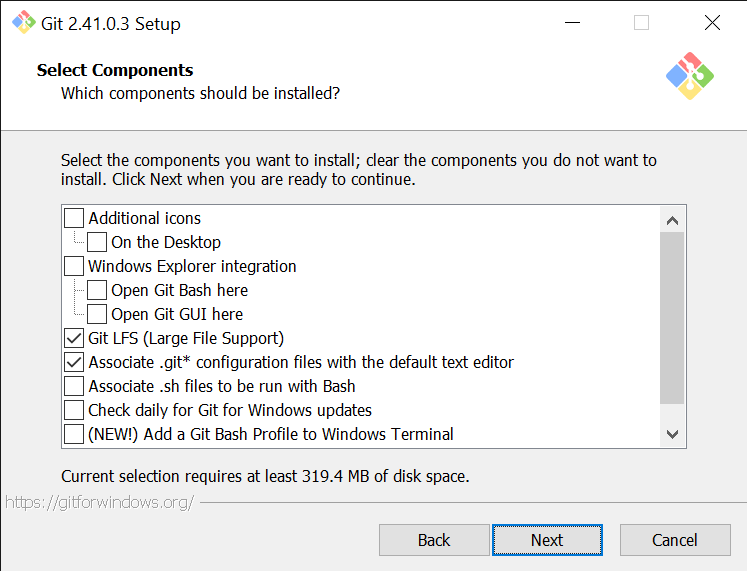 Git 2.41.0.3 Setup
Select Components
Which components should be installed?
Select the components you want to install; clear the components you do not want to
install. Click Next when you are ready to continue.
Additional icons
On the Desktop
Windows Explorer integration
Open Git Bash here
Open Git GUI here
Git LFS (Large File Support)
Associate .git* configuration files with the default text editor
Associate .sh files to be run with Bash
Check daily for Git for Windows updates
(NEW!) Add a Git Bash Profile to Windows Terminal
Current selection requires at least 319.4 MB of disk space.
https://gitforwindows.org/
Back
Next
Cancel